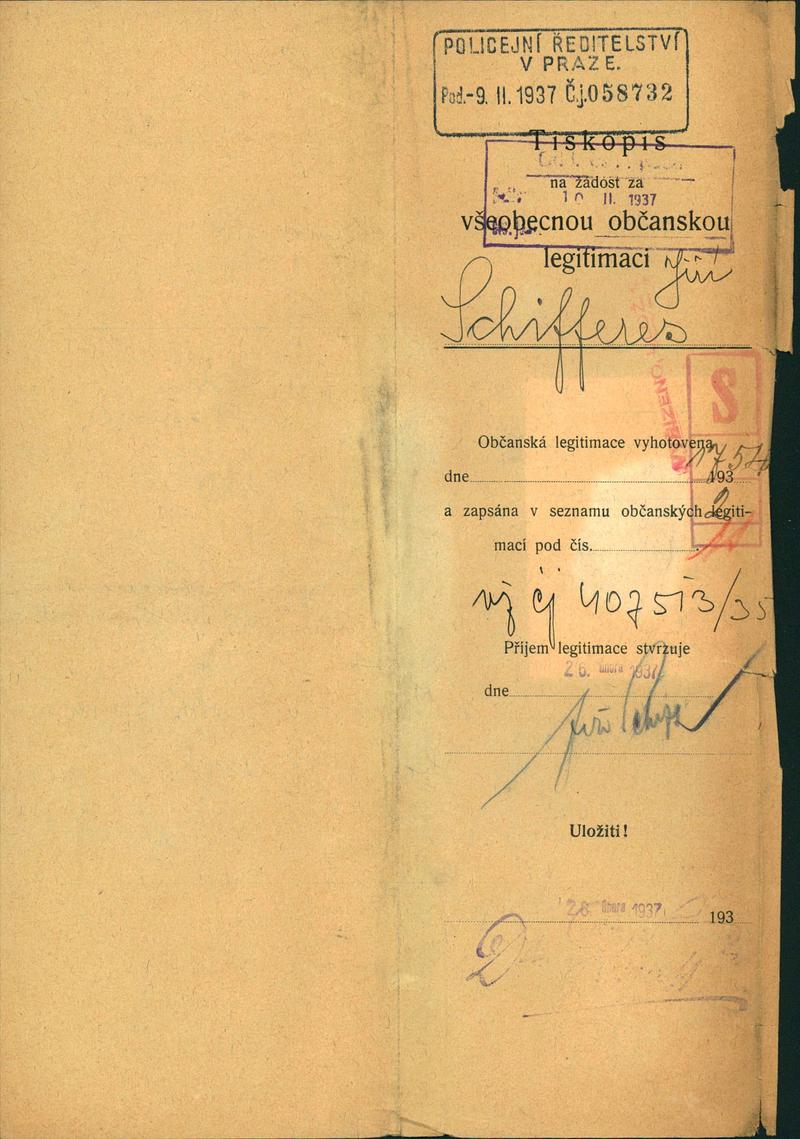 POLICEJNÍ ŘEDITELSTVÍ
V PRAZE.
Pod.-9. II. 1937 Č.j.058732
Tiskopis
na žádost za
10 II. 1937
všeobecnou občanskou
legitimaci Jiří
Schifferes
S
Občanská legitimace vyhotovena
dne 193
a zapsána v seznamu občanských legiti-
mací pod čís.
viz čj 407513/35
Příjem legitimace stvrzuje
26. února 1937
dne
Jiří
Uložiti!
26. února 1937 193